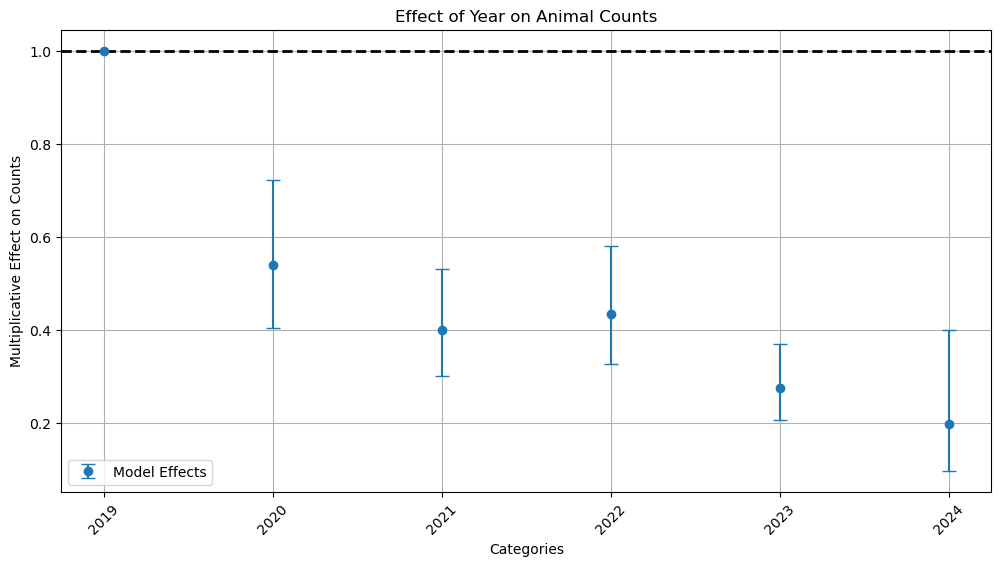 Effect of Year on Animal Counts
Multiplicative Effect on Counts
1.0
0.8
0.6
0.4
0.2
Model Effects
2019
2020
2021
2022
2023
2024
Categories